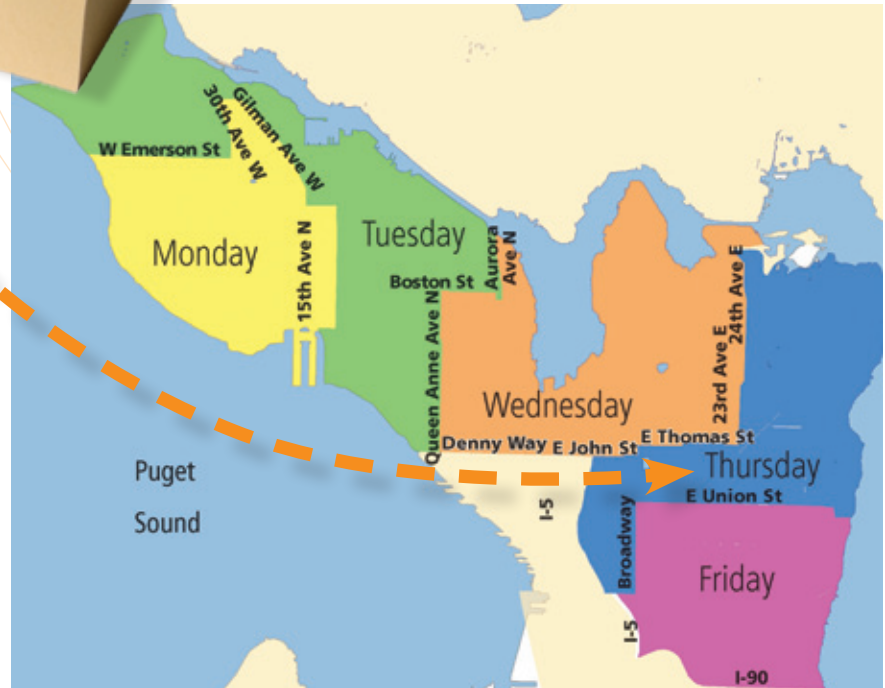 W Emerson St
30th Ave W
Gilman Ave W
Monday
15th Ave N
Tuesday
Boston St
Aurora
Ave N
Queen Anne Ave N
Wednesday
Denny Way
E John St
E Thomas St
23rd Ave E
24th Ave E
Thursday
E Union St
I-5
Broadway
Friday
I-5
I-90
Puget
Sound